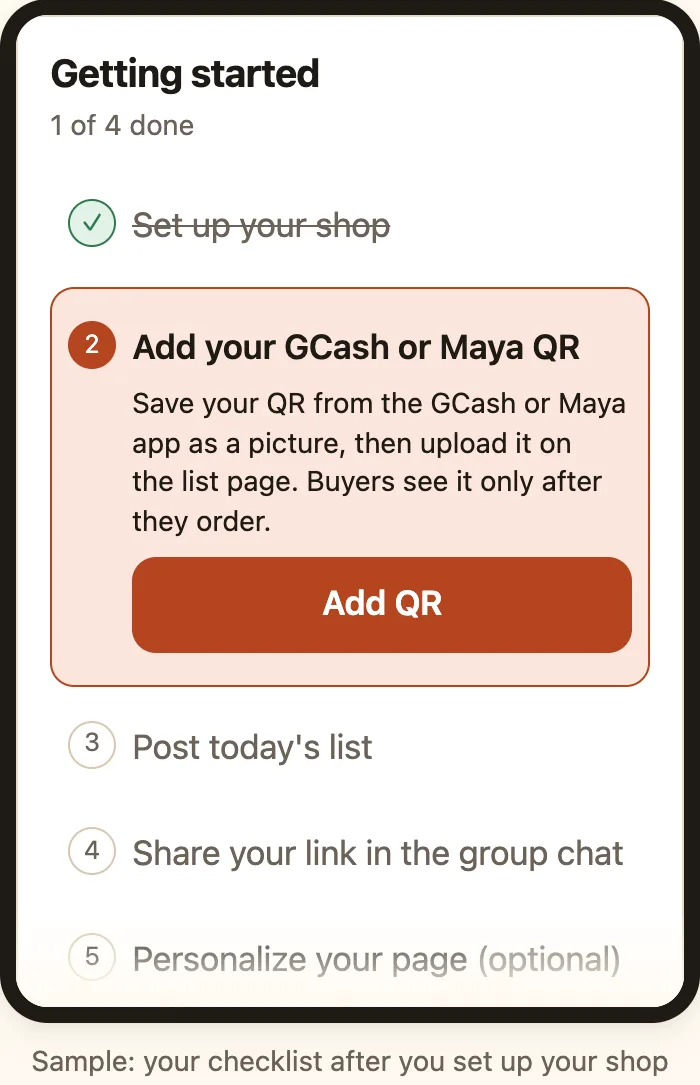 Getting started
1 of 4 done
✓ Set up your shop
2 Add your GCash or Maya QR
Save your QR from the GCash or Maya
app as a picture, then upload it on
the list page. Buyers see it only after
they order.
Add QR
3 Post today's list
4 Share your link in the group chat
5 Personalize your page (optional)
Sample: your checklist after you set up your shop